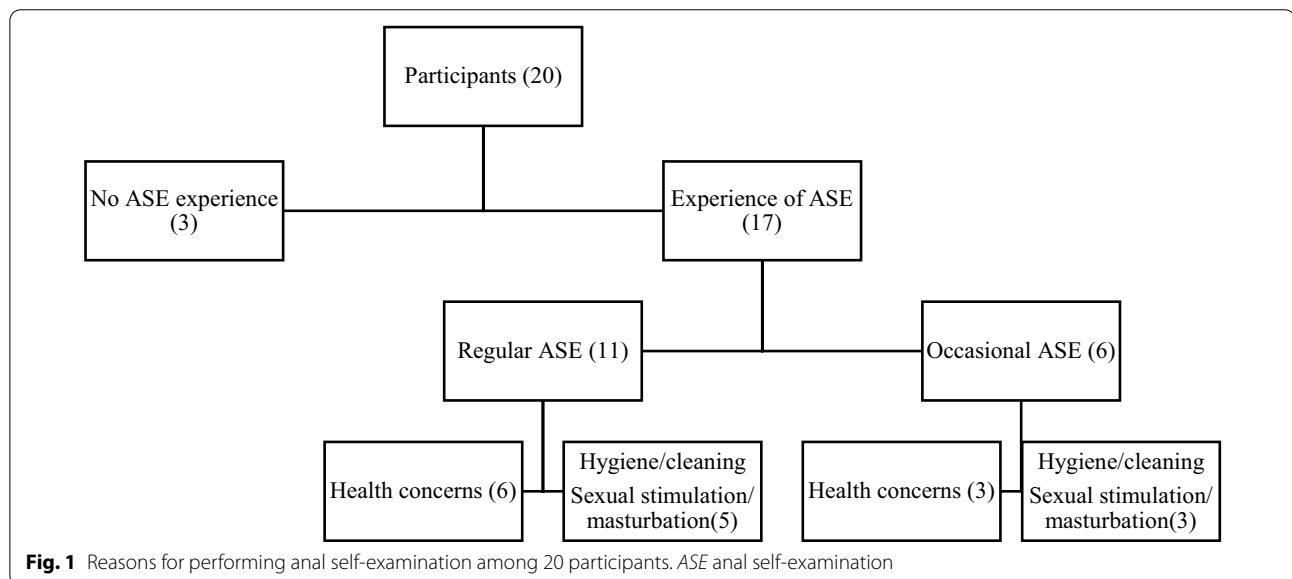 Participants (20)
No ASE experience
(3)
Experience of ASE
(17)
Regular ASE (11)
Occasional ASE (6)
Health concerns (6)
Hygiene/cleaning
Sexual stimulation/
masturbation(5)
Health concerns (3)
Hygiene/cleaning
Sexual stimulation/
masturbation(3)
Fig. 1 Reasons for performing anal self-examination among 20 participants. ASE anal self-examination